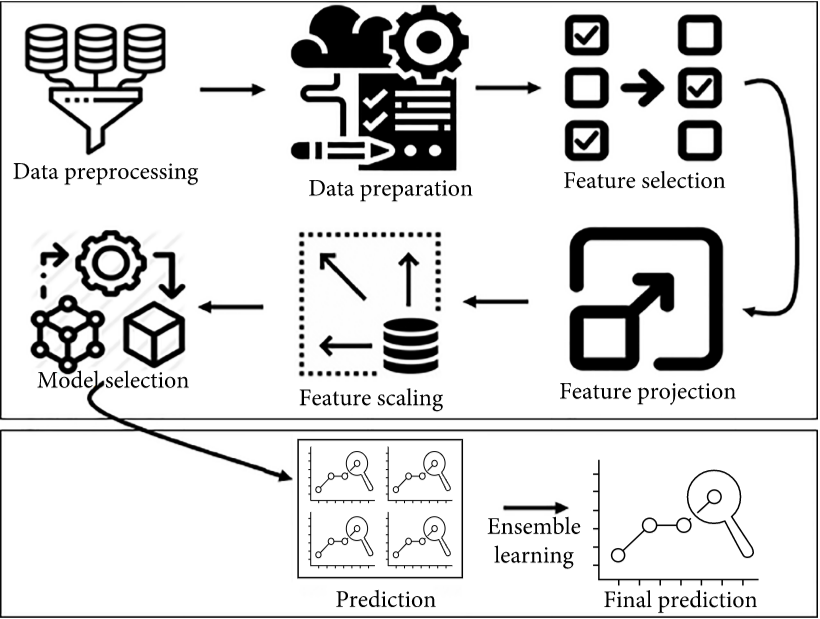 Data preprocessing
Data preparation
Feature selection
Model selection
Feature scaling
Feature projection
Ensemble
learning
Prediction
Final prediction